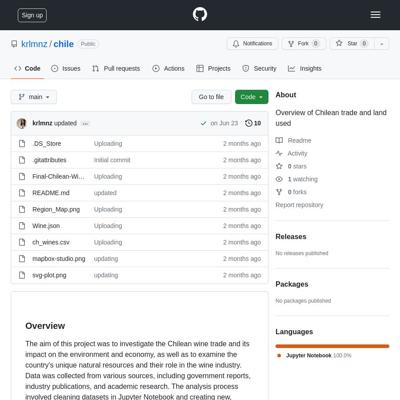 Sign up
krlmnz / chile Public
Notifications Fork 0 Star 0
Code Issues Pull requests Actions Projects Security Insights
main Go to file Code
krlmnz updated ... on Jun 23 10
.DS_Store Uploading 2 months ago
.gitattributes Initial commit 2 months ago
Final-Chilean-Wi... Uploading 2 months ago
README.md updated 2 months ago
Region_Map.png Uploading 2 months ago
Wine.json Uploading 2 months ago
ch_wines.csv Uploading 2 months ago
mapbox-studio.png updating 2 months ago
svg-plot.png updating 2 months ago
Overview
The aim of this project was to investigate the Chilean wine trade and its
impact on the environment and economy, as well as to examine the
country's unique natural resources and their role in the wine industry.
Data was collected from various sources, including government reports,
industry publications, and academic research. The analysis process
involved cleaning datasets in Jupyter Notebook and creating new,
About
Overview of Chilean trade and land
used
Readme
Activity
0 stars
1 watching
0 forks
Report repository
Releases
No releases published
Packages
No packages published
Languages
Jupyter Notebook 100.0%